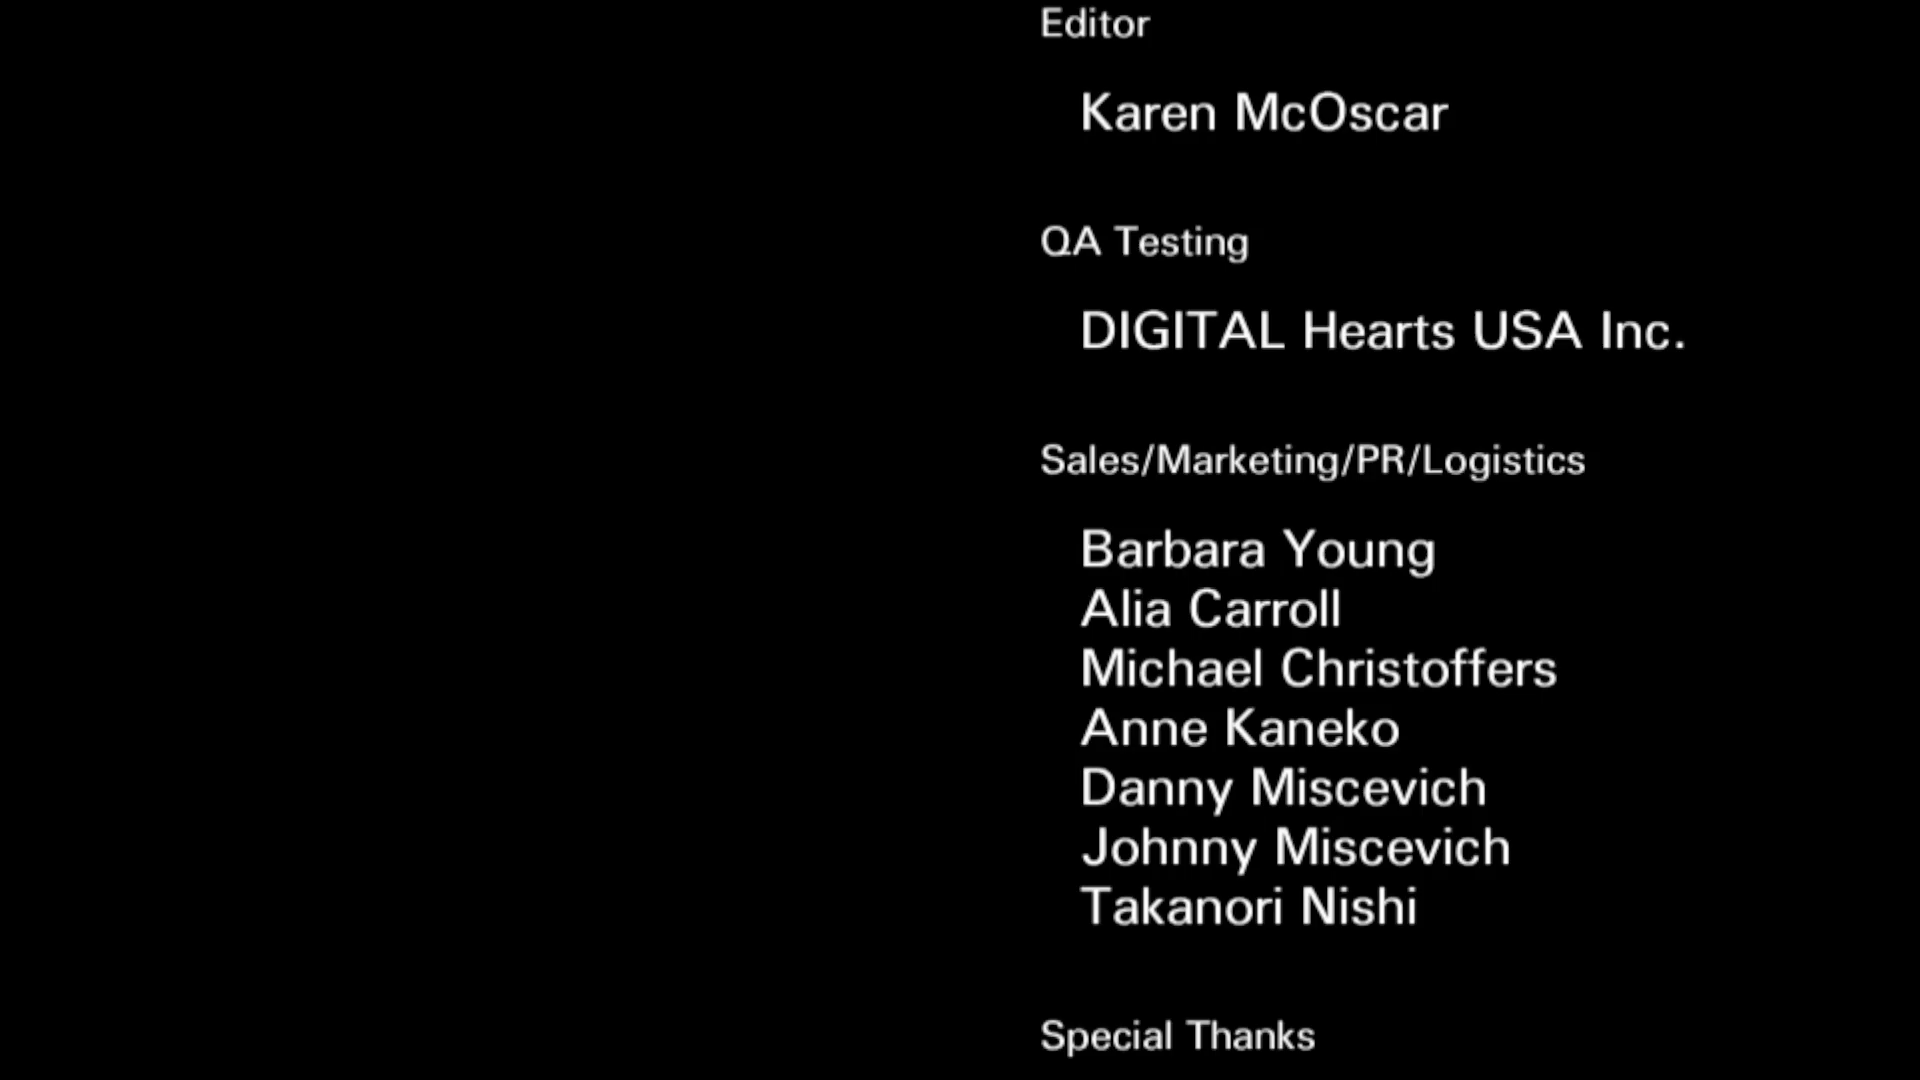 Editor
Karen McOscar
QA Testing
DIGITAL Hearts USA Inc.
Sales/Marketing/PR/Logistics
Barbara Young
Alia Carroll
Michael Christoffers
Anne Kaneko
Danny Miscevich
Johnny Miscevich
Takanori Nishi
Special Thanks